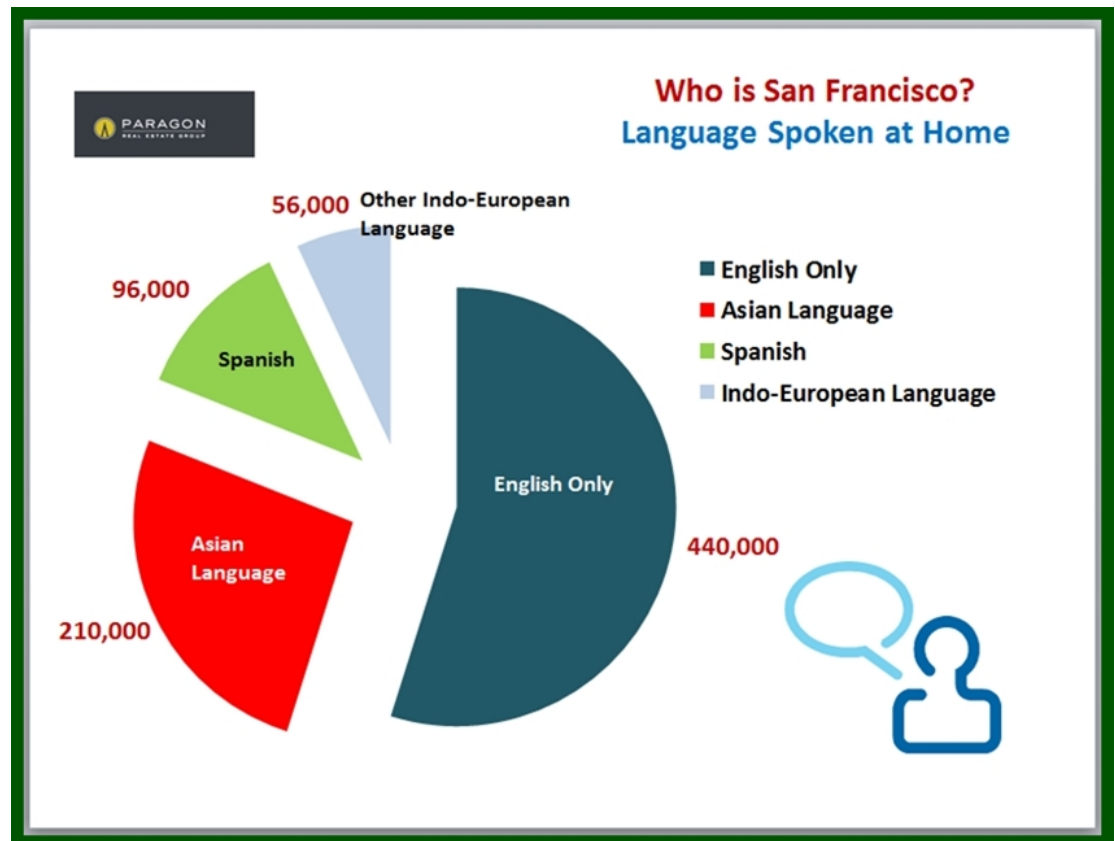 Who is San Francisco?
Language Spoken at Home
PARAGON
REAL ESTATE GROUP
56,000
Other Indo-European
Language
96,000
Spanish
English Only
Asian Language
Spanish
Indo-European Language
English Only
440,000
Asian
Language
210,000